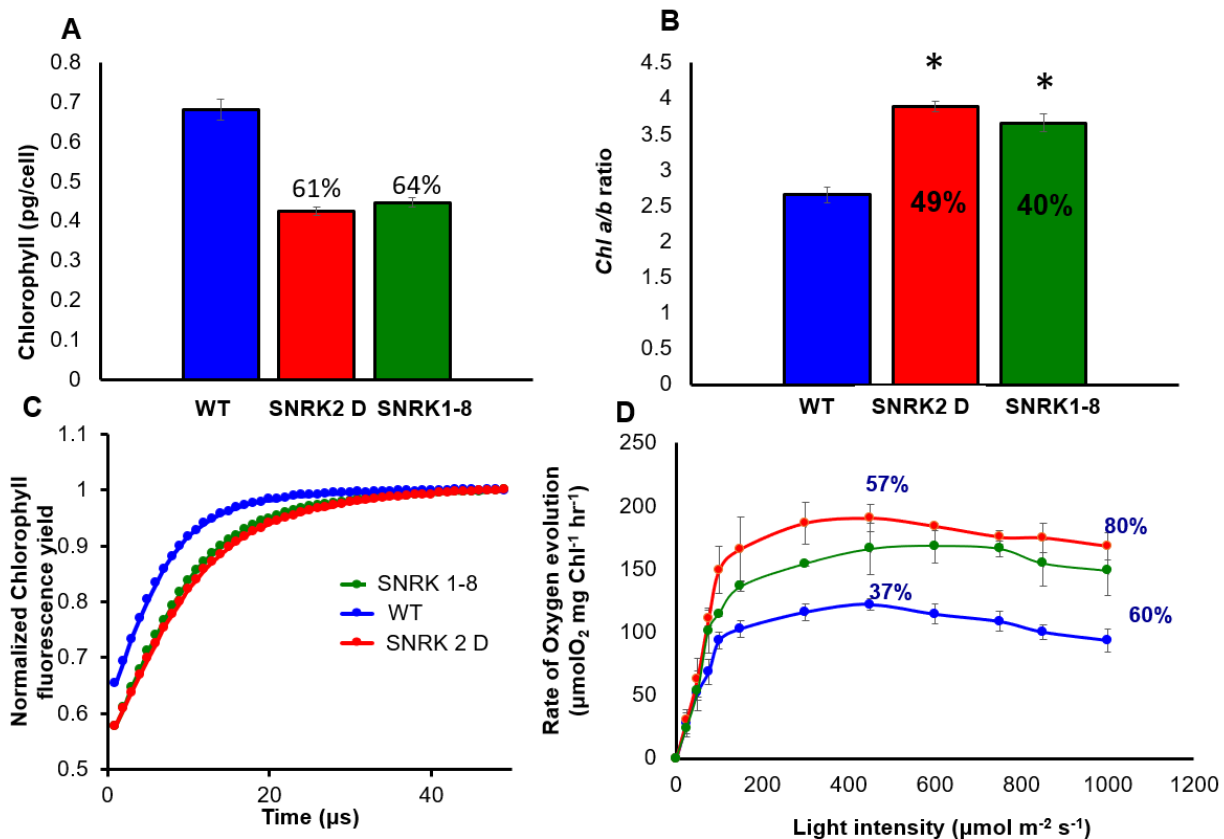 A
Chlorophyll (pg/cell)
0.8
0.7
0.6
0.5
0.4
0.3
0.2
0.1
0
61%
64%
WT
SNRK2 D
SNRK1-8
B
Chl a/b ratio
4.5
4
3.5
3
2.5
2
1.5
1
0.5
0
*
*
49%
40%
WT
SNRK2 D
SNRK1-8
C
Normalized Chlorophyll
fluorescence yield
1.1
1
0.9
0.8
0.7
0.6
0.5
SNRK 1-8
WT
SNRK 2 D
0
20
40
Time (µs)
D
Rate of Oxygen evolution
(µmolO₂ mg Chl⁻¹ hr⁻¹)
250
200
150
100
50
0
57%
80%
37%
60%
0
200
400
600
800
1000
1200
Light intensity (µmol m⁻² s⁻¹)